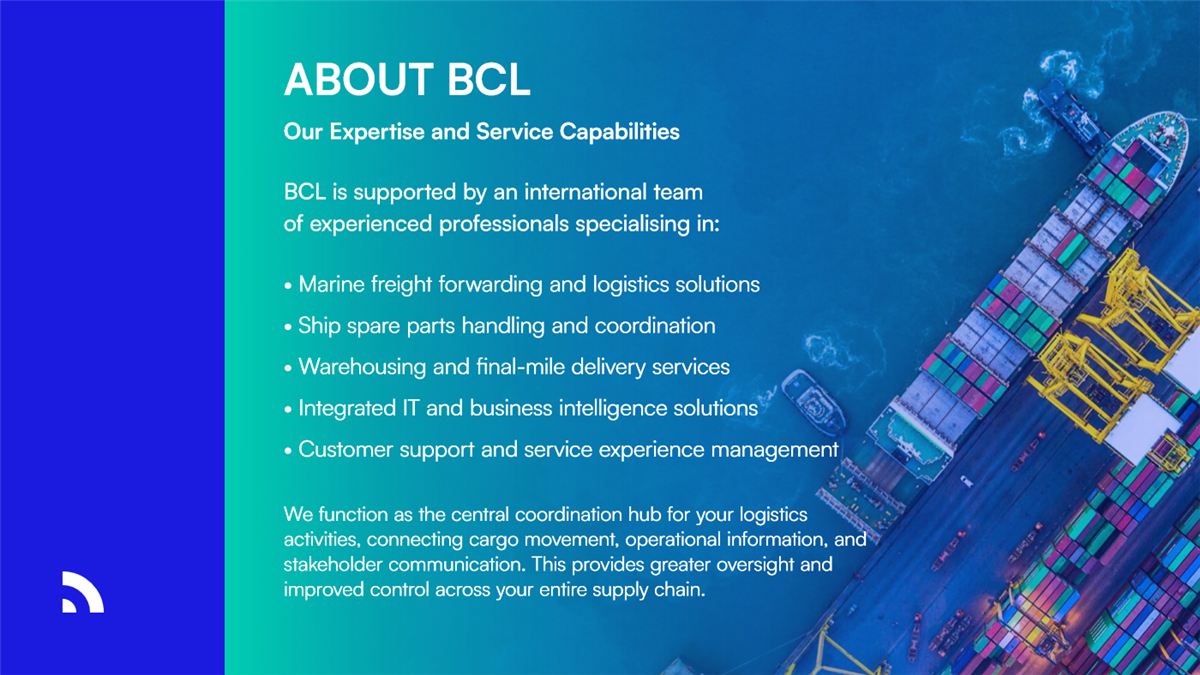 ABOUT BCL
Our Expertise and Service Capabilities
BCL is supported by an international team
of experienced professionals specialising in:
• Marine freight forwarding and logistics solutions
• Ship spare parts handling and coordination
• Warehousing and final-mile delivery services
• Integrated IT and business intelligence solutions
• Customer support and service experience management
We function as the central coordination hub for your logistics
activities, connecting cargo movement, operational information, and
stakeholder communication. This provides greater oversight and
improved control across your entire supply chain.